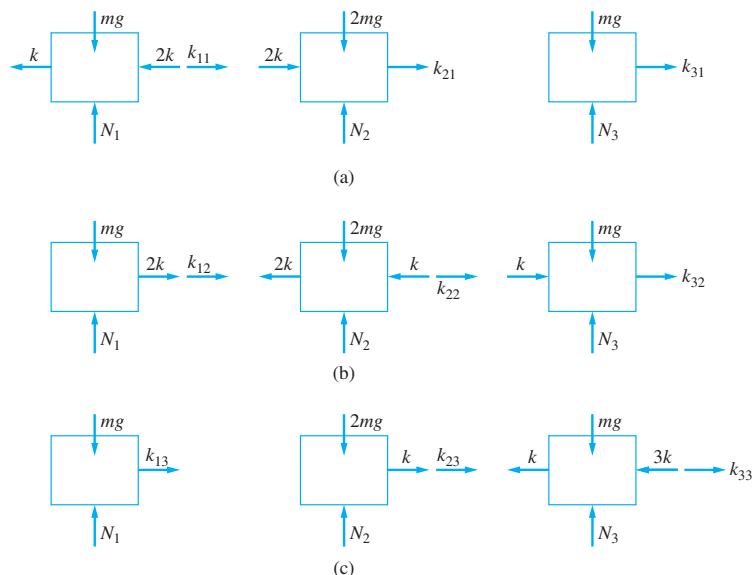 mg 2mg mg
k 2k k₁₁ 2k k₂₁ k₃₁
N₁ N₂ N₃
(a)
mg 2mg mg
2k k₁₂ 2k k k₂₂ k k₃₂
N₁ N₂ N₃
(b)
mg 2mg mg
k₁₃ k k₂₃ k 3k k₃₃
N₁ N₂ N₃
(c)